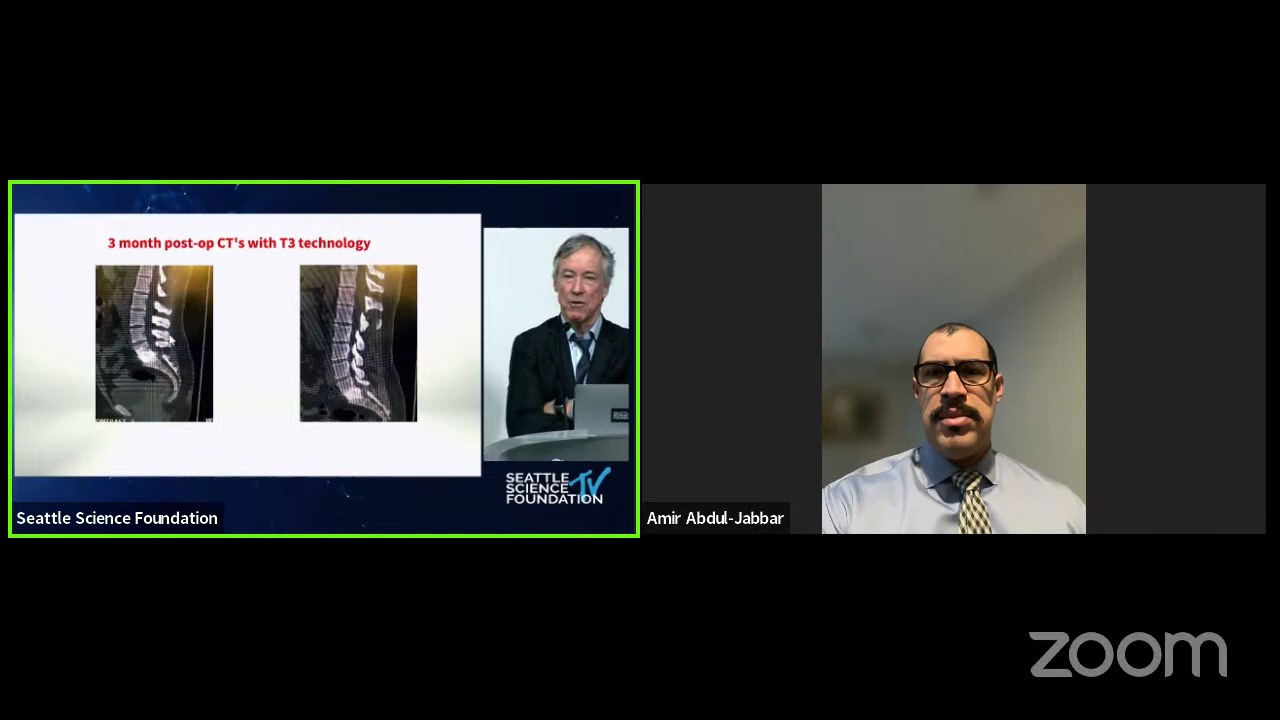 3 month post-op CT's with T3 technology
SEATTLE
SCIENCE
FOUNDATION
TV
Seattle Science Foundation
Amir Abdul-Jabbar
zoom